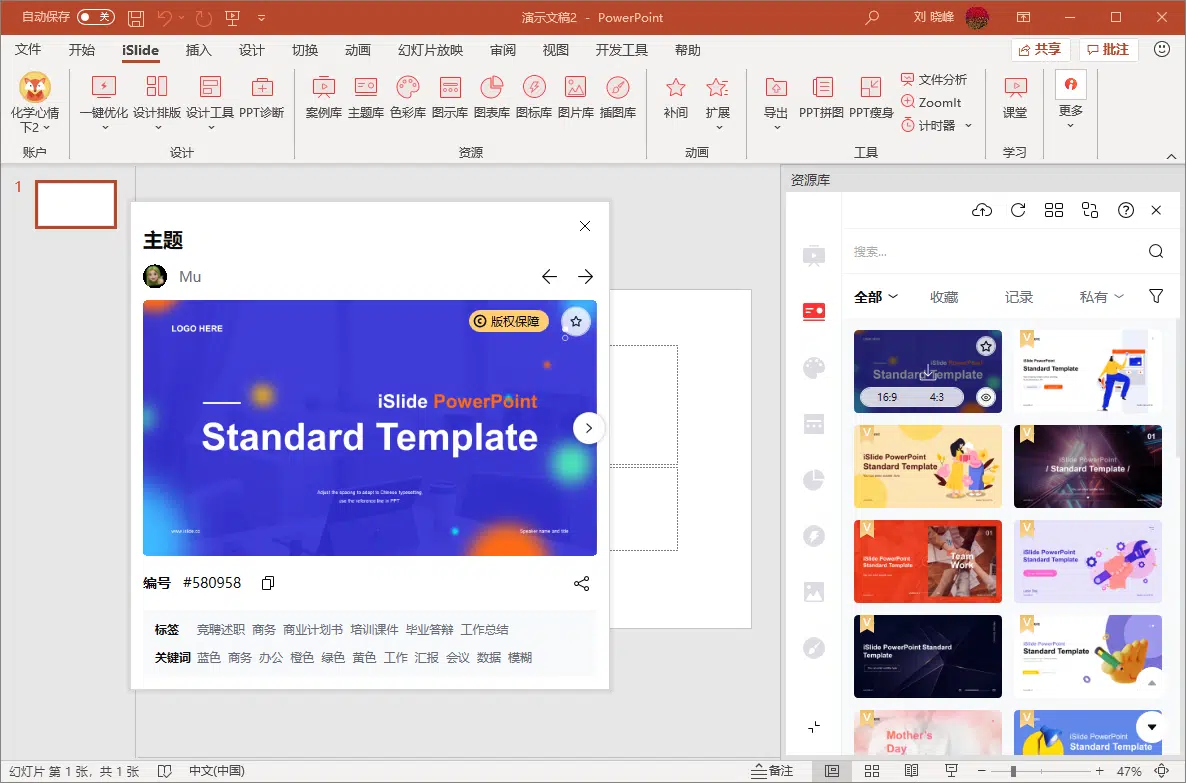 自动保存 关 演示文稿2 - PowerPoint 刘 晓峰
文件 开始 iSlide 插入 设计 切换 动画 幻灯片放映 审阅 视图 开发工具 帮助 共享 批注
化学心情下2
一键优化 设计排版 设计工具 PPT诊断
案例库 主题库 色彩库 图示库 图表库 图标库 图片库 插图库
补间 扩展
导出 PPT拼图 PPT瘦身
文件分析
ZoomIt
计时器
课堂
更多
账户 设计 资源 动画 工具 学习
1
主题
Mu
LOGO HERE
版权保障
iSlide PowerPoint
Standard Template
Adjust the spacing to adapt to Chinese typesetting,
use the reference line in PPT
www.islide.cc
Speaker name and title
编号 #580958
标签 竞聘述职 商务 商业计划书 培训课件 毕业答辩 工作总结
关键词 商务 办公 橙色 工作 汇报 会议 数据 模糊
资源库
搜索...
全部 收藏 记录 私有
iSlide PowerPoint
Standard Template
16:9 4:3
iSlide PowerPoint
Standard Template
iSlide PowerPoint
Standard Template
iSlide PowerPoint
/ Standard Template /
01
iSlide PowerPoint
Standard Template
Team
Work
01
iSlide PowerPoint
Standard Template
iSlide PowerPoint Standard
Template
iSlide PowerPoint
Standard Template
Mother's
Day
iSlide PowerPoint
Standard Template
幻灯片 第 1 张，共 1 张 中文(中国) 备注 47%